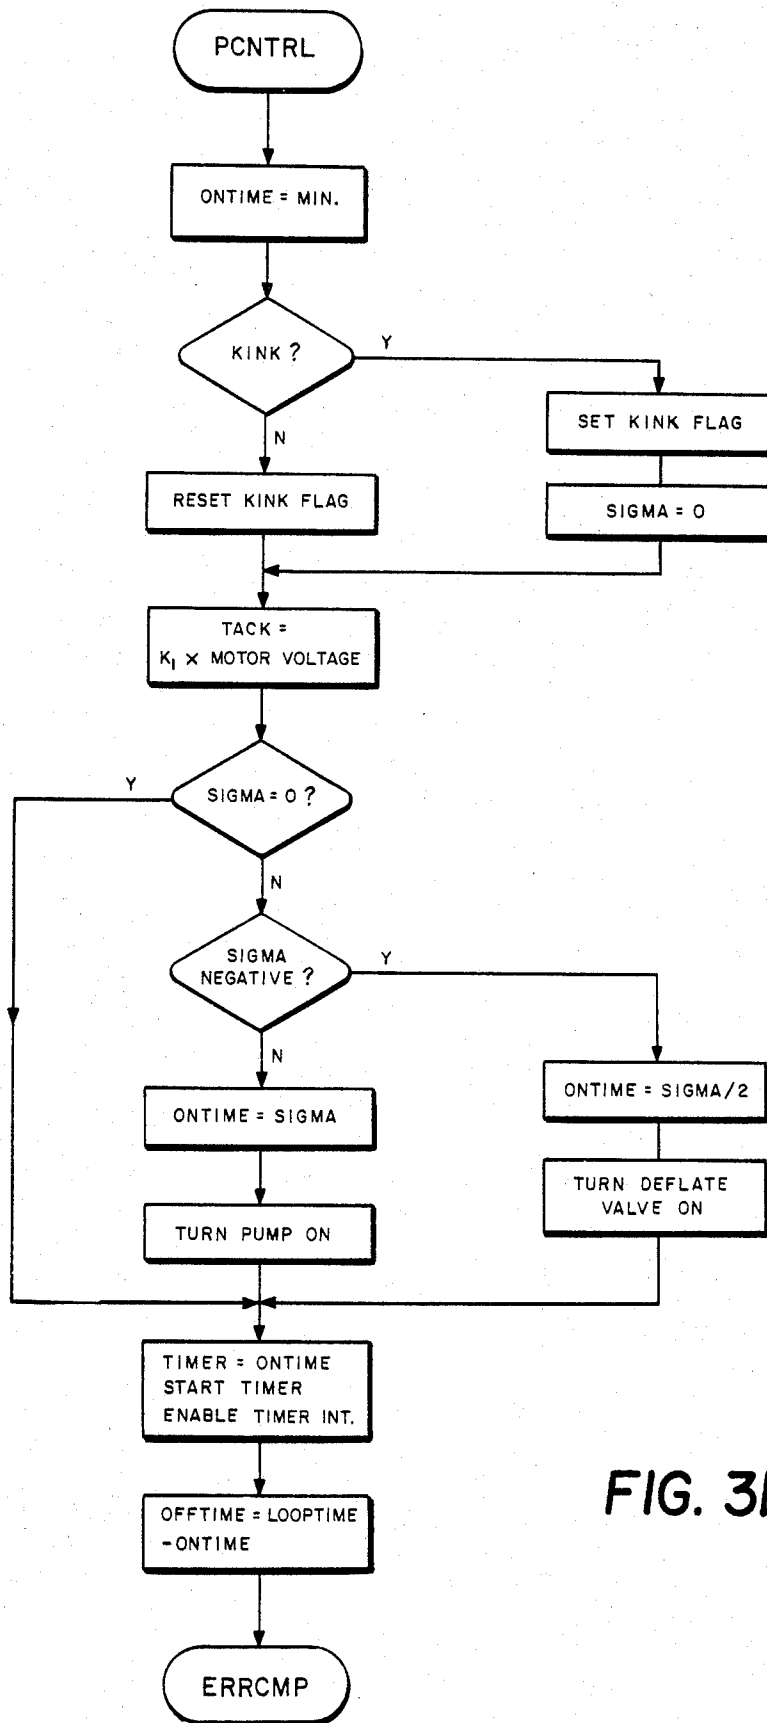 PCNTRL
ONTIME = MIN.
KINK ?
Y
N
SET KINK FLAG
RESET KINK FLAG
SIGMA = 0
TACK =
K₁ × MOTOR VOLTAGE
Y
SIGMA = 0 ?
N
SIGMA
NEGATIVE ?
Y
N
ONTIME = SIGMA/2
ONTIME = SIGMA
TURN DEFLATE
VALVE ON
TURN PUMP ON
TIMER = ONTIME
START TIMER
ENABLE TIMER INT.
OFFTIME = LOOPTIME
-ONTIME
FIG.
ERRCMP